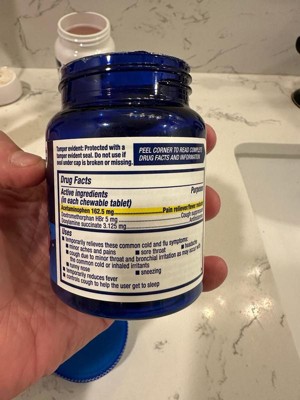 Tamper evident: Protected with a
tamper evident seal. Do not use if
seal under cap is broken or missing.
PEEL CORNER TO READ COMPLETE
DRUG FACTS AND INFORMATION
Drug Facts
Active ingredients
(in each chewable tablet)
Purpose
Acetaminophen 162.5 mg
Pain reliever/fever
Dextromethorphan HBr 5 mg
Cough
Doxylamine succinate 3.125 mg
Uses
■ temporarily relieves these common cold and flu symptoms:
■ minor aches and pains ■ sore throat ■ headache
■ cough due to minor throat and bronchial irritation as may occur with
the common cold or inhaled irritants
■ runny nose ■ sneezing
■ temporarily reduces fever
■ controls cough to help the user get to sleep